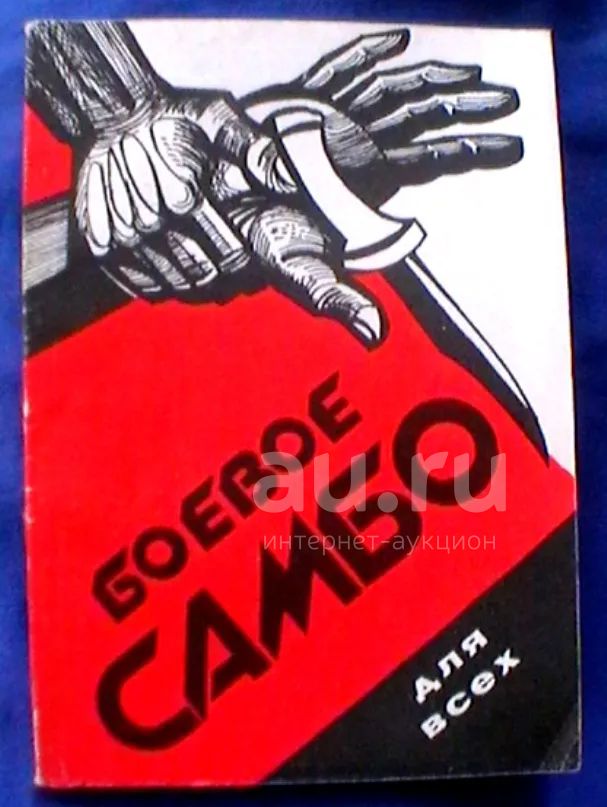 БОЕВОЕ
САМБО
для
всех
au.ru
интернет-аукцион